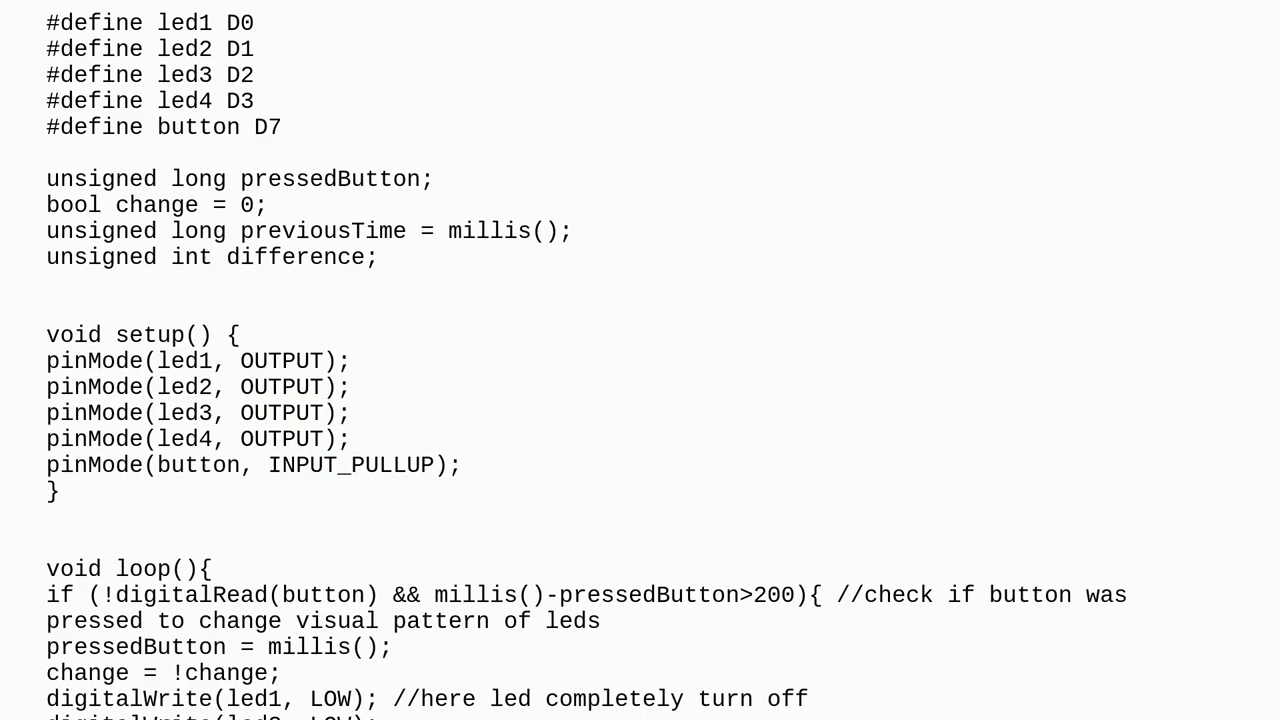 #define led1 D0
#define led2 D1
#define led3 D2
#define led4 D3
#define button D7
unsigned long pressedButton;
bool change = 0;
unsigned long previousTime = millis();
unsigned int difference;
void setup() {
pinMode(led1, OUTPUT);
pinMode(led2, OUTPUT);
pinMode(led3, OUTPUT);
pinMode(led4, OUTPUT);
pinMode(button, INPUT_PULLUP);
}
void loop(){
if (!digitalRead(button) && millis()-pressedButton>200){ //check if button was
pressed to change visual pattern of leds
pressedButton = millis();
change = !change;
digitalWrite(led1, LOW); //here led completely turn off
digitalWrite(led2, LOW);